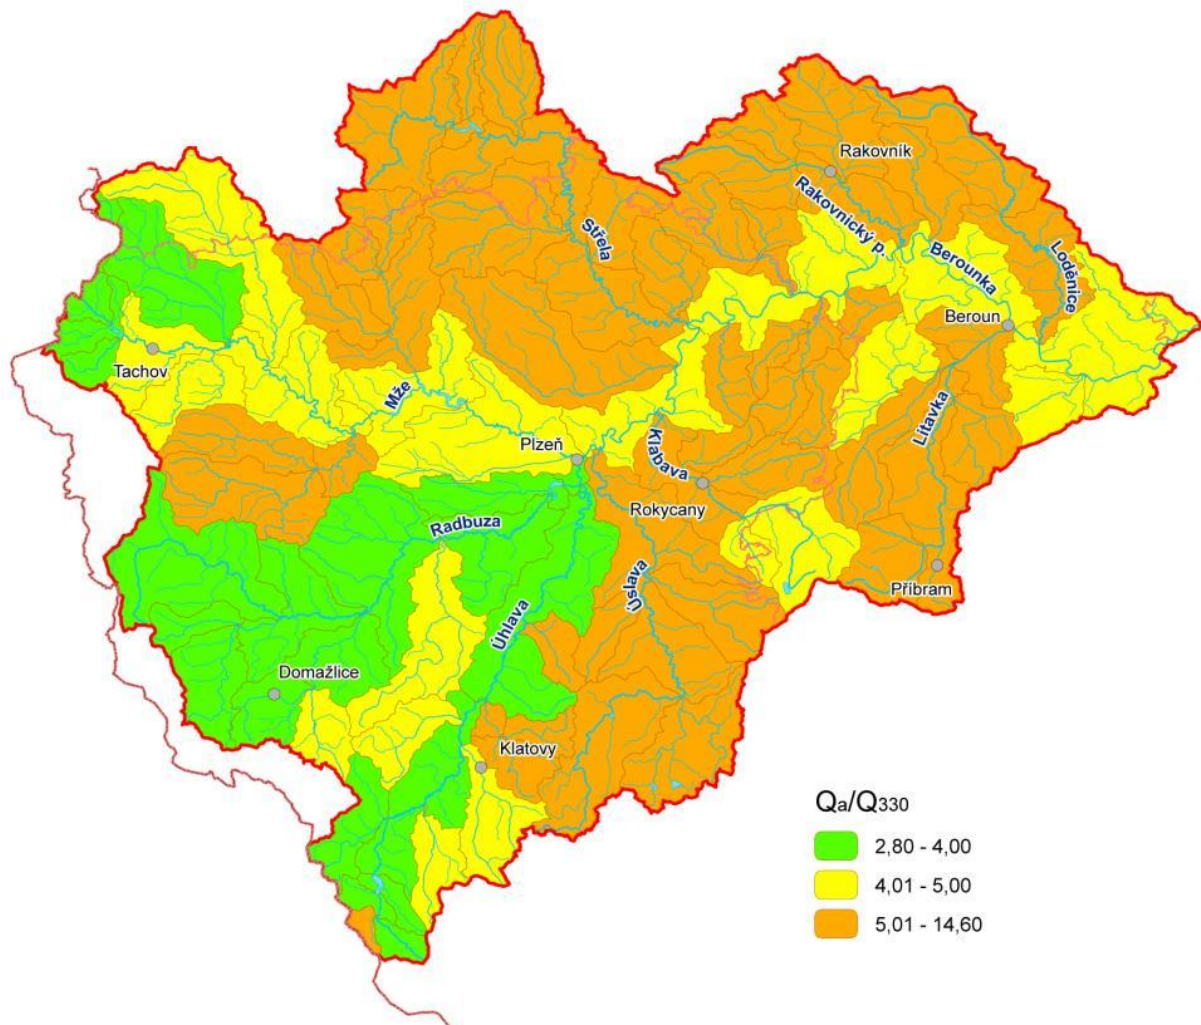 Rakovník
Rakovnický p.
Střela
Berounka
Loděnice
Beroun
Tachov
Mže
Litavka
Plzeň
Klabava
Rokycany
Radbuza
Úslava
Příbram
Úhlava
Domažlice
Klatovy
Qa/Q330
2,80 - 4,00
4,01 - 5,00
5,01 - 14,60